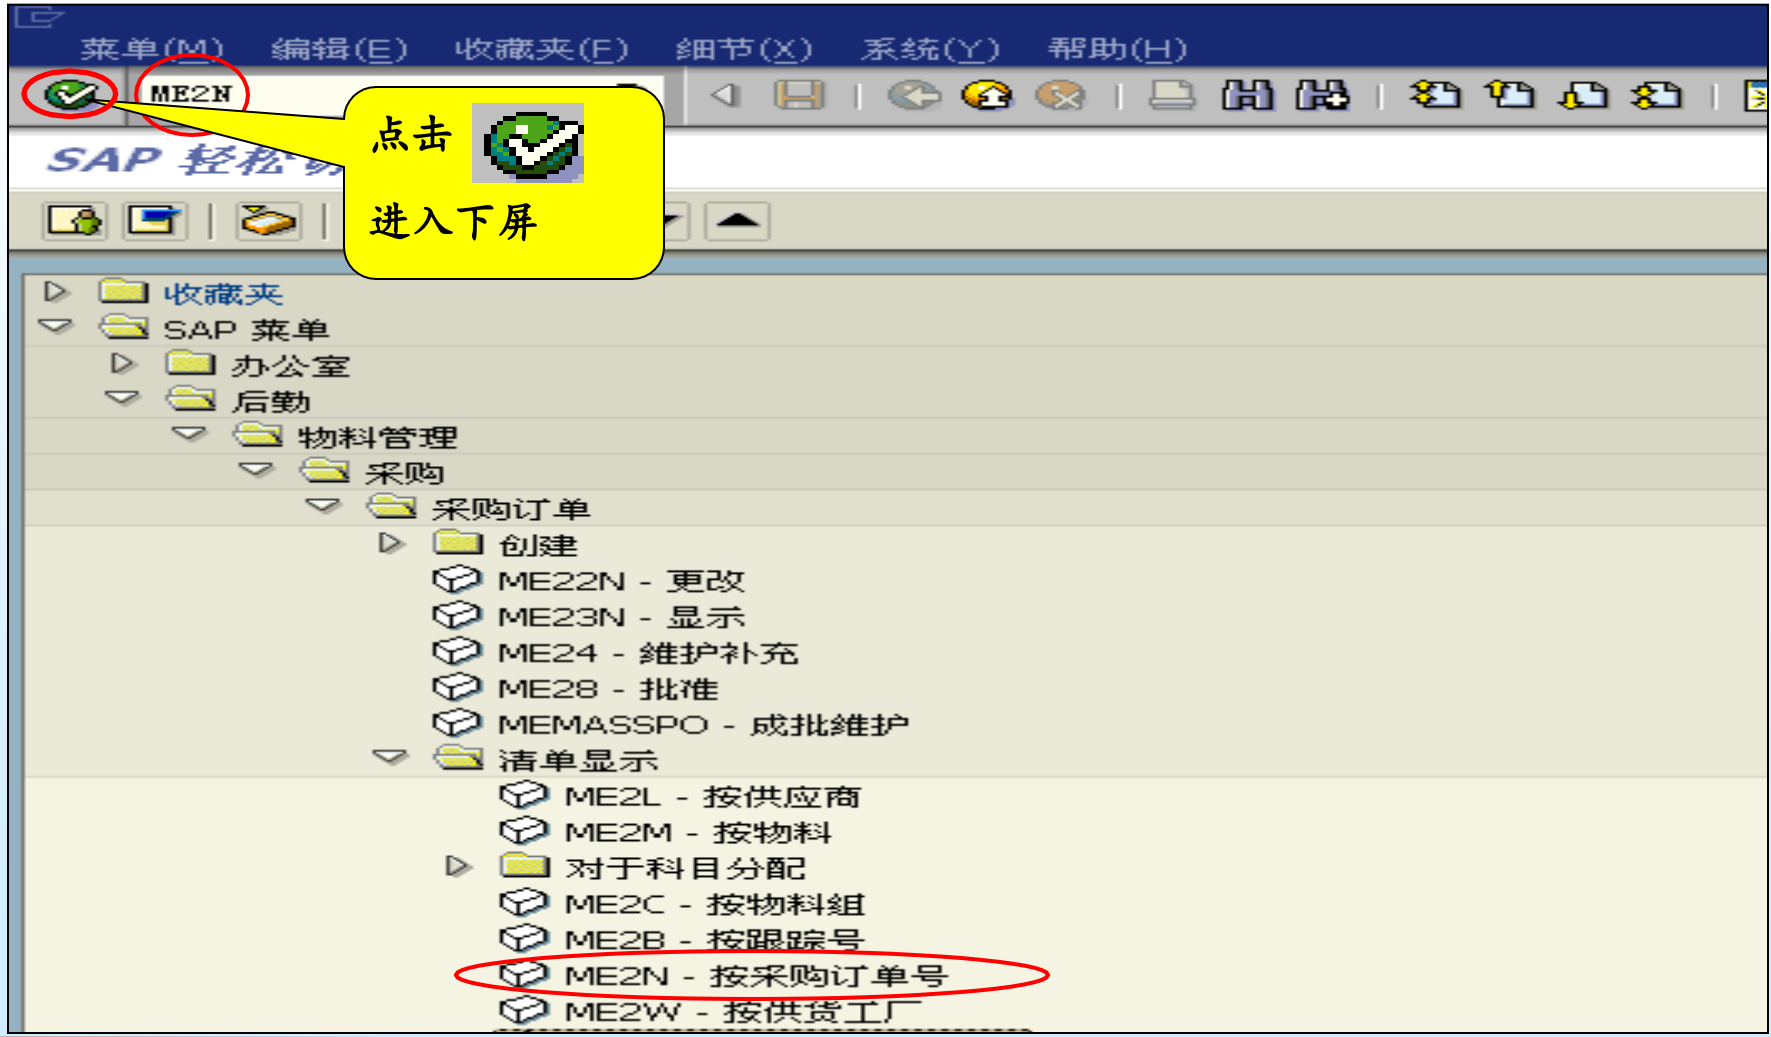 菜单(M) 编辑(E) 收藏夹(F) 细节(X) 系统(Y) 帮助(H)
ME2N
点击
进入下屏
SAP 轻松
收藏夹
SAP 菜单
办公室
后勤
物料管理
采购
采购订单
创建
ME22N - 更改
ME23N - 显示
ME24 - 维护补充
ME28 - 批准
MEMASSPO - 成批维护
清单显示
ME2L - 按供应商
ME2M - 按物料
对于科目分配
ME2C - 按物料组
ME2B - 按跟踪号
ME2N - 按采购订单号
ME2W - 按供货工厂